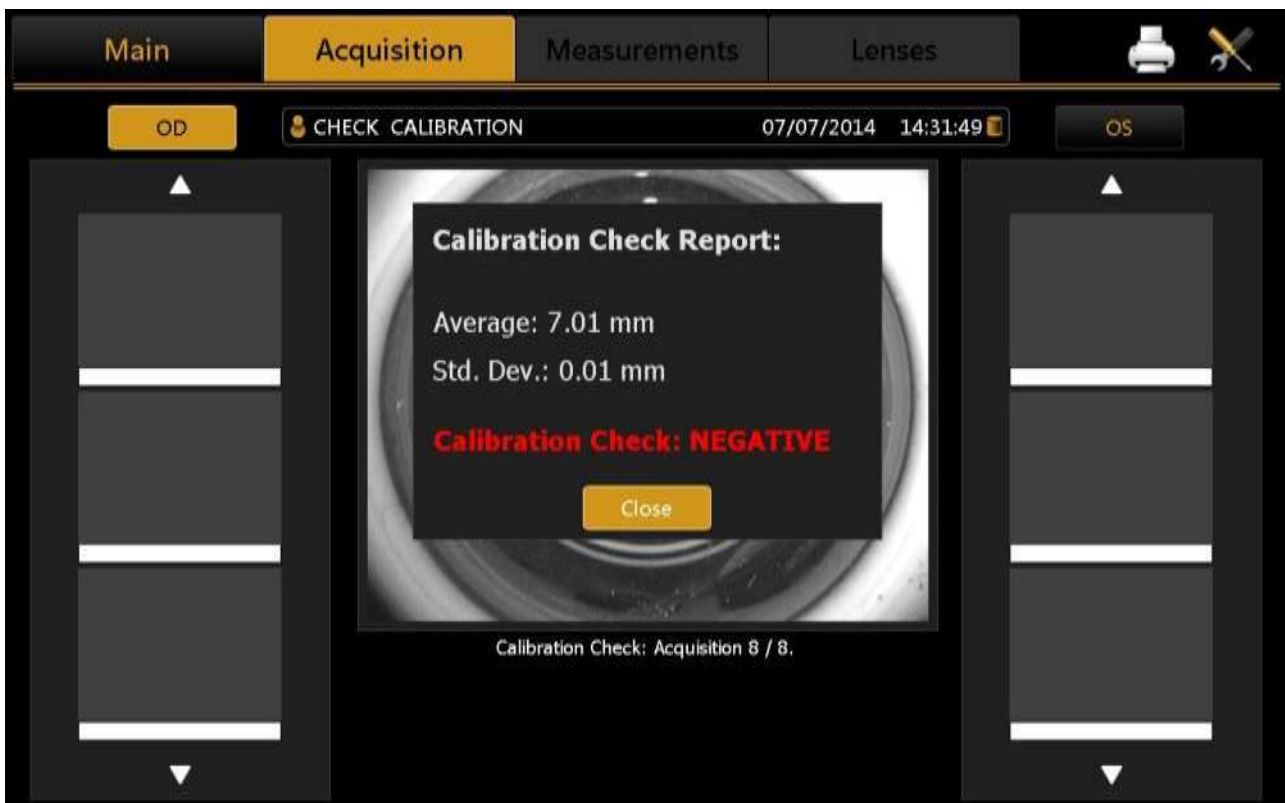 Main Acquisition Measurements Lenses
OD CHECK CALIBRATION 07/07/2014 14:31:49 OS
Calibration Check Report:
Average: 7.01 mm
Std. Dev.: 0.01 mm
Calibration Check: NEGATIVE
Close
Calibration Check: Acquisition 8 / 8.